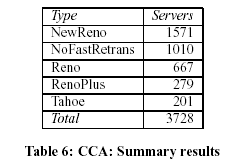 Type Servers
NewReno 1571
NoFastRetrans 1010
Reno 667
RenoPlus 279
Tahoe 201
Total 3728
Table 6: CCA: Summary results